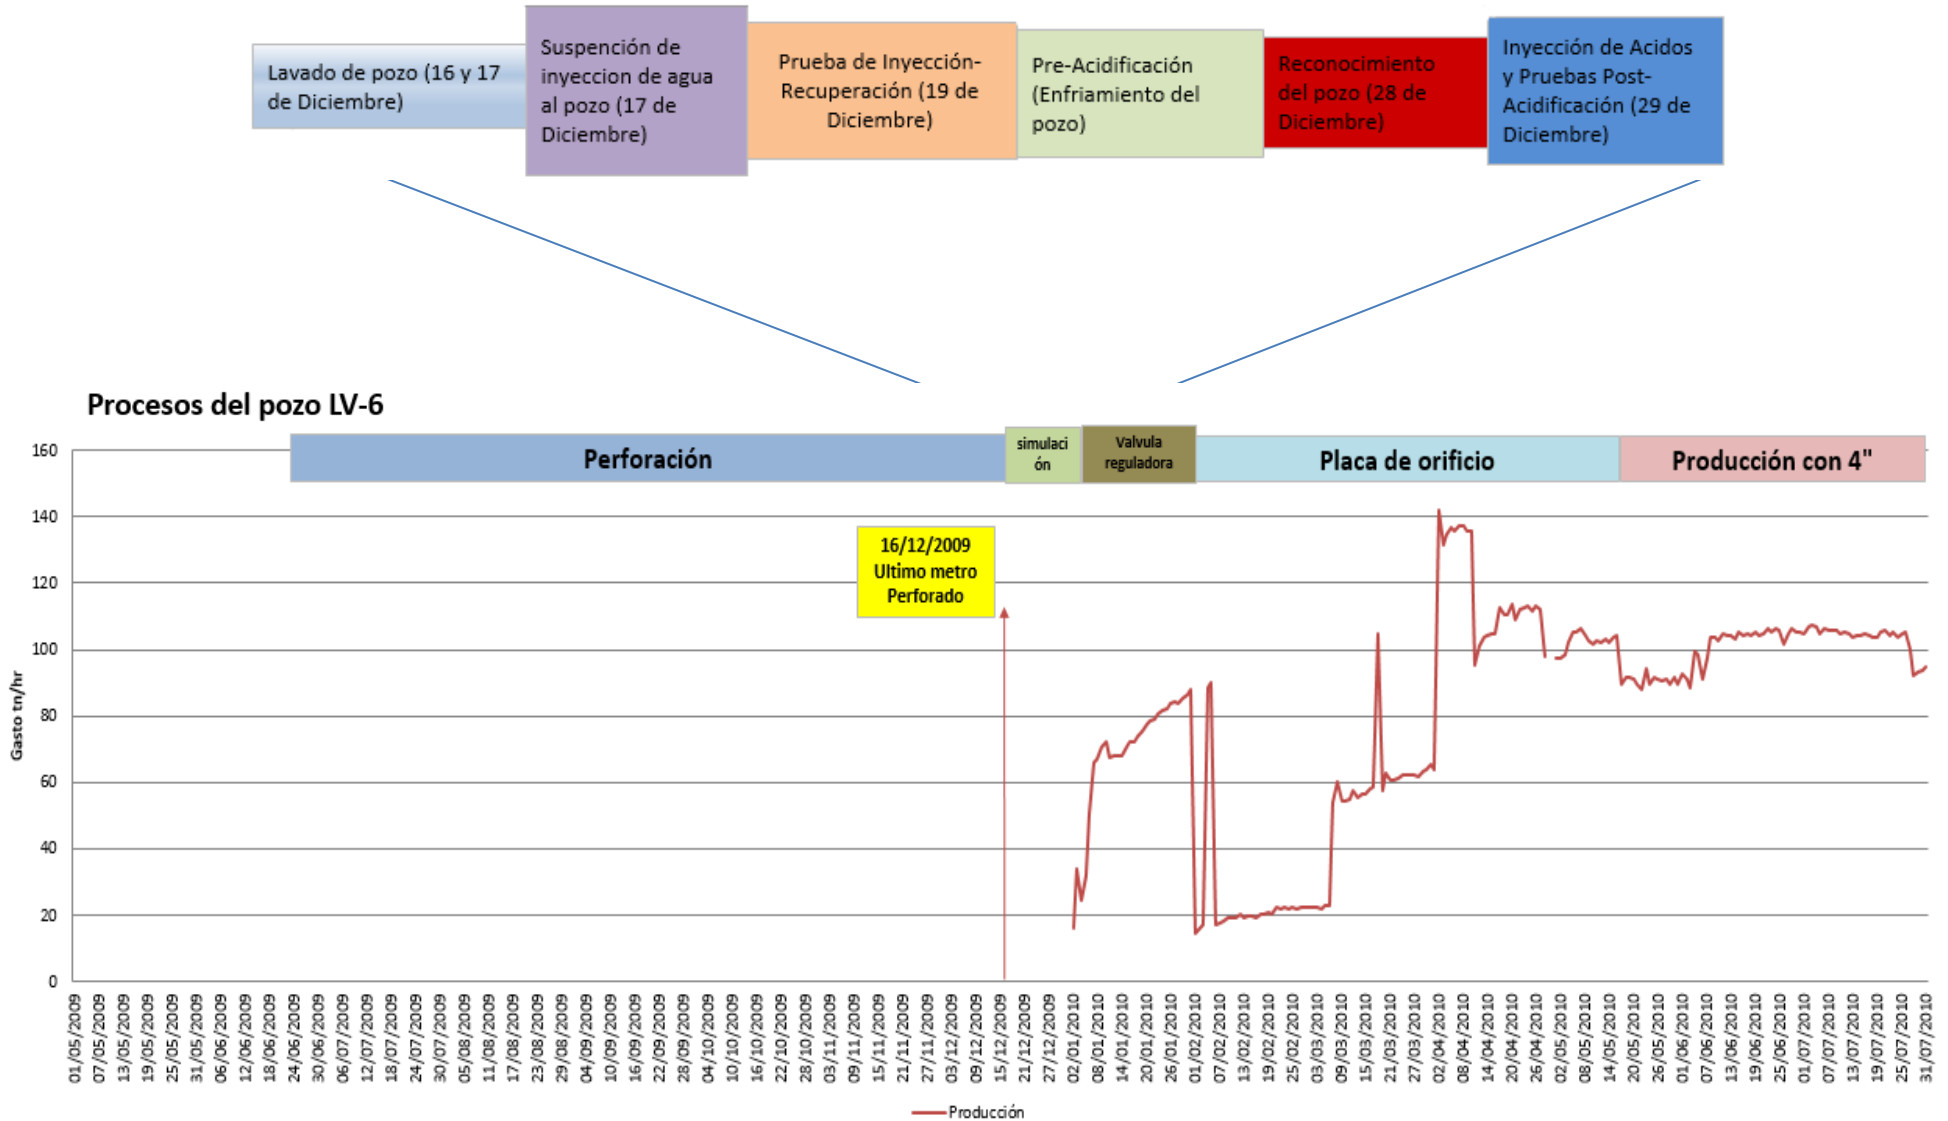 Lavado de pozo (16 y 17
de Diciembre)
Suspención de
inyeccion de agua
al pozo (17 de
Diciembre)
Prueba de Inyección-
Recuperación (19 de
Diciembre)
Pre-Acidificación
(Enfriamiento del
pozo)
Reconocimiento
del pozo (28 de
Diciembre)
Inyección de Acidos
y Pruebas Post-
Acidificación (29 de
Diciembre)
Procesos del pozo LV-6
Perforación
simulaci
ón
Valvula
reguladora
Placa de orificio
Producción con 4"
16/12/2009
Ultimo metro
Perforado
Gasto tn/hr
160
140
120
100
80
60
40
20
0
01/05/2009
07/05/2009
13/05/2009
19/05/2009
25/05/2009
31/05/2009
06/06/2009
12/06/2009
18/06/2009
24/06/2009
30/06/2009
06/07/2009
12/07/2009
18/07/2009
24/07/2009
30/07/2009
05/08/2009
11/08/2009
17/08/2009
23/08/2009
29/08/2009
04/09/2009
10/09/2009
16/09/2009
22/09/2009
28/09/2009
04/10/2009
10/10/2009
16/10/2009
22/10/2009
28/10/2009
03/11/2009
09/11/2009
15/11/2009
21/11/2009
27/11/2009
03/12/2009
09/12/2009
15/12/2009
21/12/2009
27/12/2009
02/01/2010
08/01/2010
14/01/2010
20/01/2010
26/01/2010
01/02/2010
07/02/2010
13/02/2010
19/02/2010
25/02/2010
03/03/2010
09/03/2010
15/03/2010
21/03/2010
27/03/2010
02/04/2010
08/04/2010
14/04/2010
20/04/2010
26/04/2010
02/05/2010
08/05/2010
14/05/2010
20/05/2010
26/05/2010
01/06/2010
07/06/2010
13/06/2010
19/06/2010
25/06/2010
01/07/2010
07/07/2010
13/07/2010
19/07/2010
25/07/2010
31/07/2010
Producción